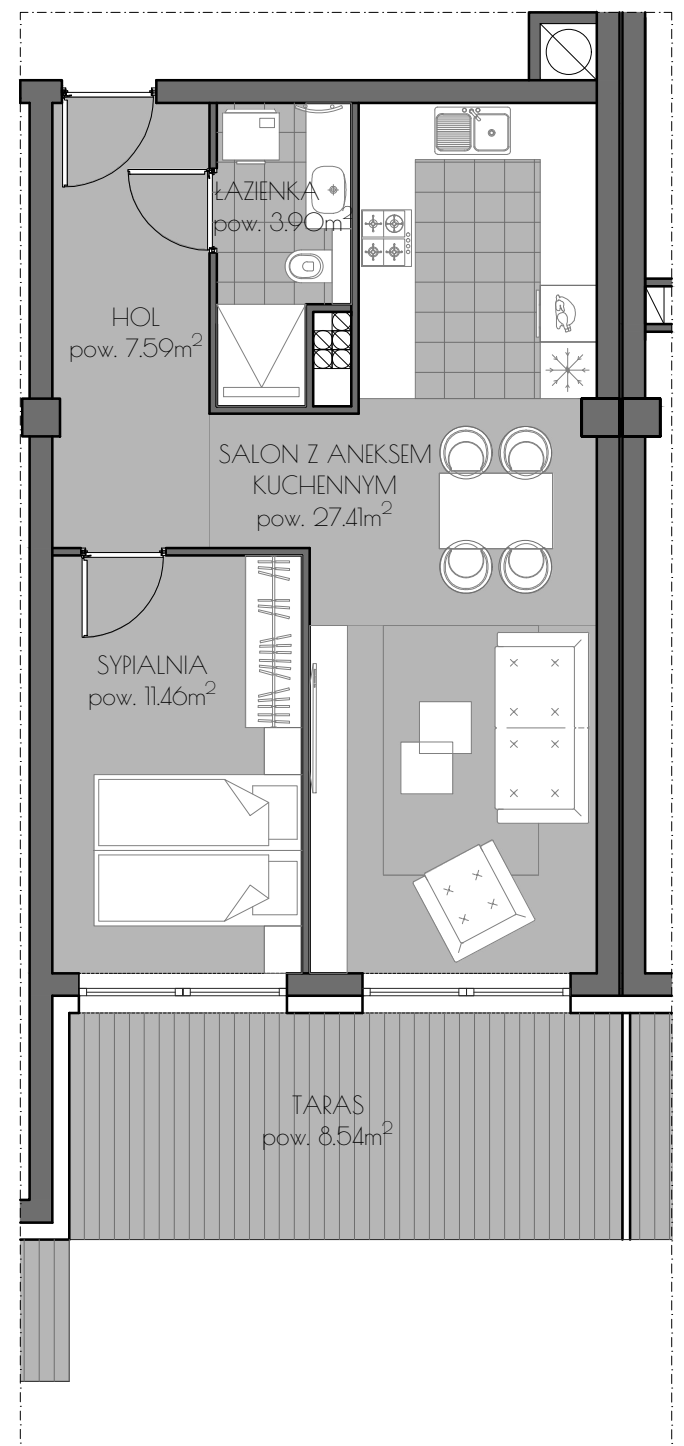 ŁAZIENKA
pow. 3.90m²
HOL
pow. 7.59m²
SALON Z ANEKSEM
KUCHENNYM
pow. 27.41m²
SYPIALNIA
pow. 11.46m²
TARAS
pow. 8.54m²